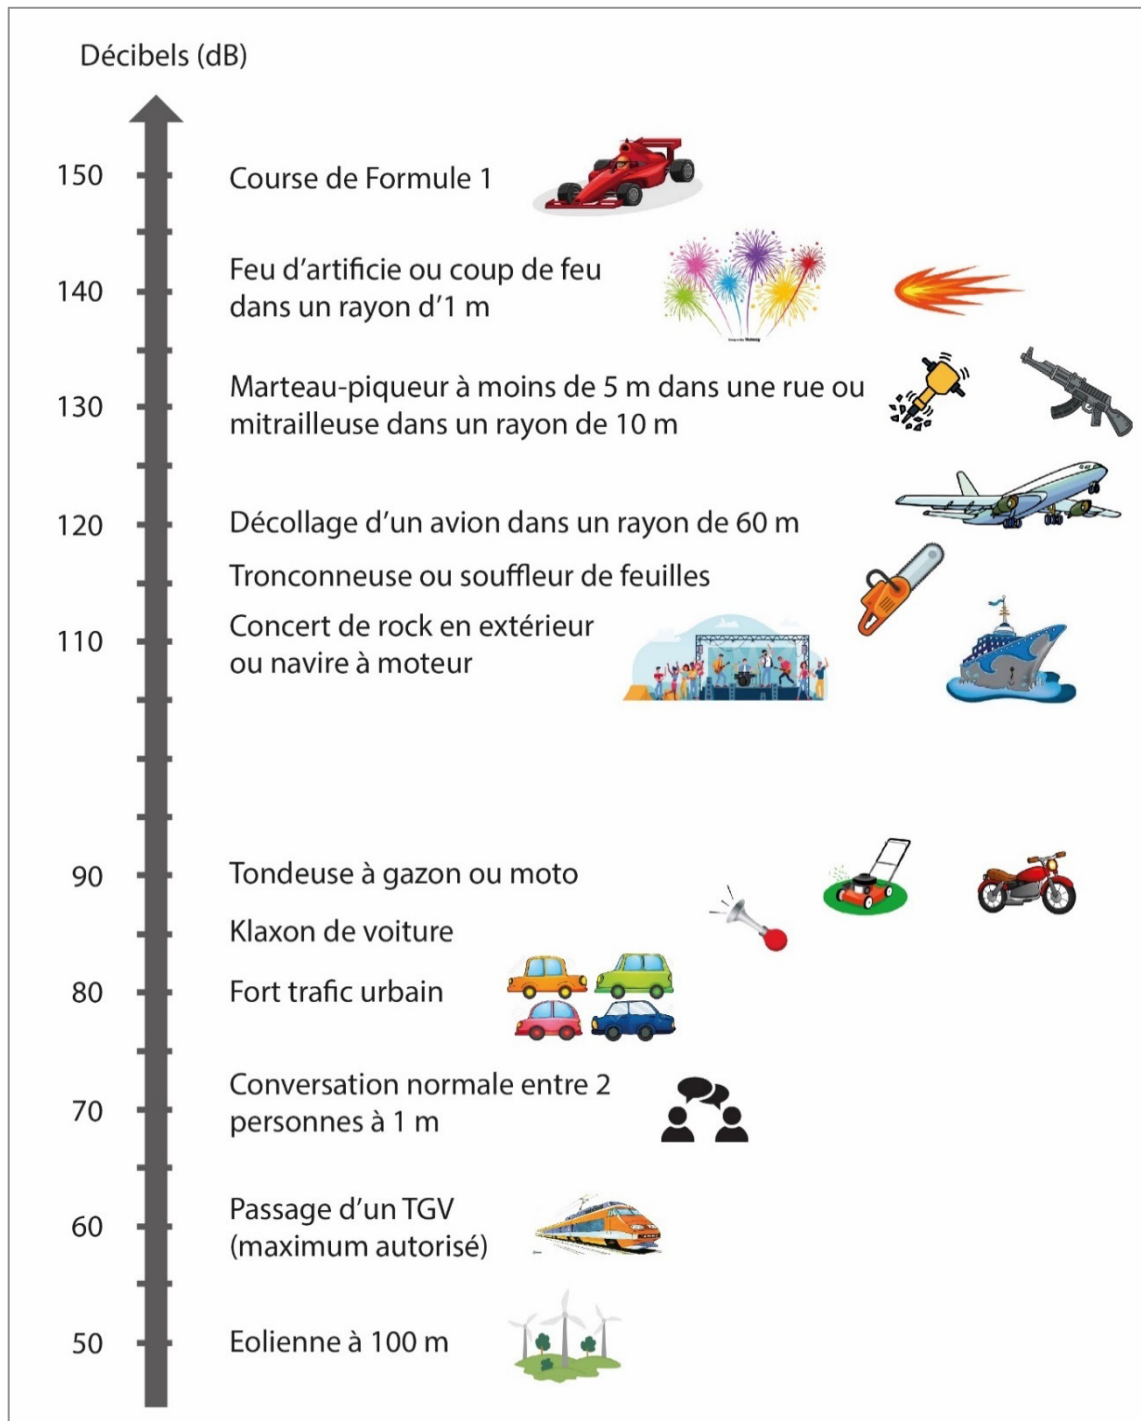 Décibels (dB)
150
Course de Formule 1
140
Feu d’artificie ou coup de feu
dans un rayon d’1 m
130
Marteau-piqueur à moins de 5 m dans une rue ou
mitrailleuse dans un rayon de 10 m
120
Décollage d’un avion dans un rayon de 60 m
Tronconneuse ou souffleur de feuilles
110
Concert de rock en extérieur
ou navire à moteur
90
Tondeuse à gazon ou moto
Klaxon de voiture
80
Fort trafic urbain
70
Conversation normale entre 2
personnes à 1 m
60
Passage d’un TGV
(maximum autorisé)
50
Eolienne à 100 m